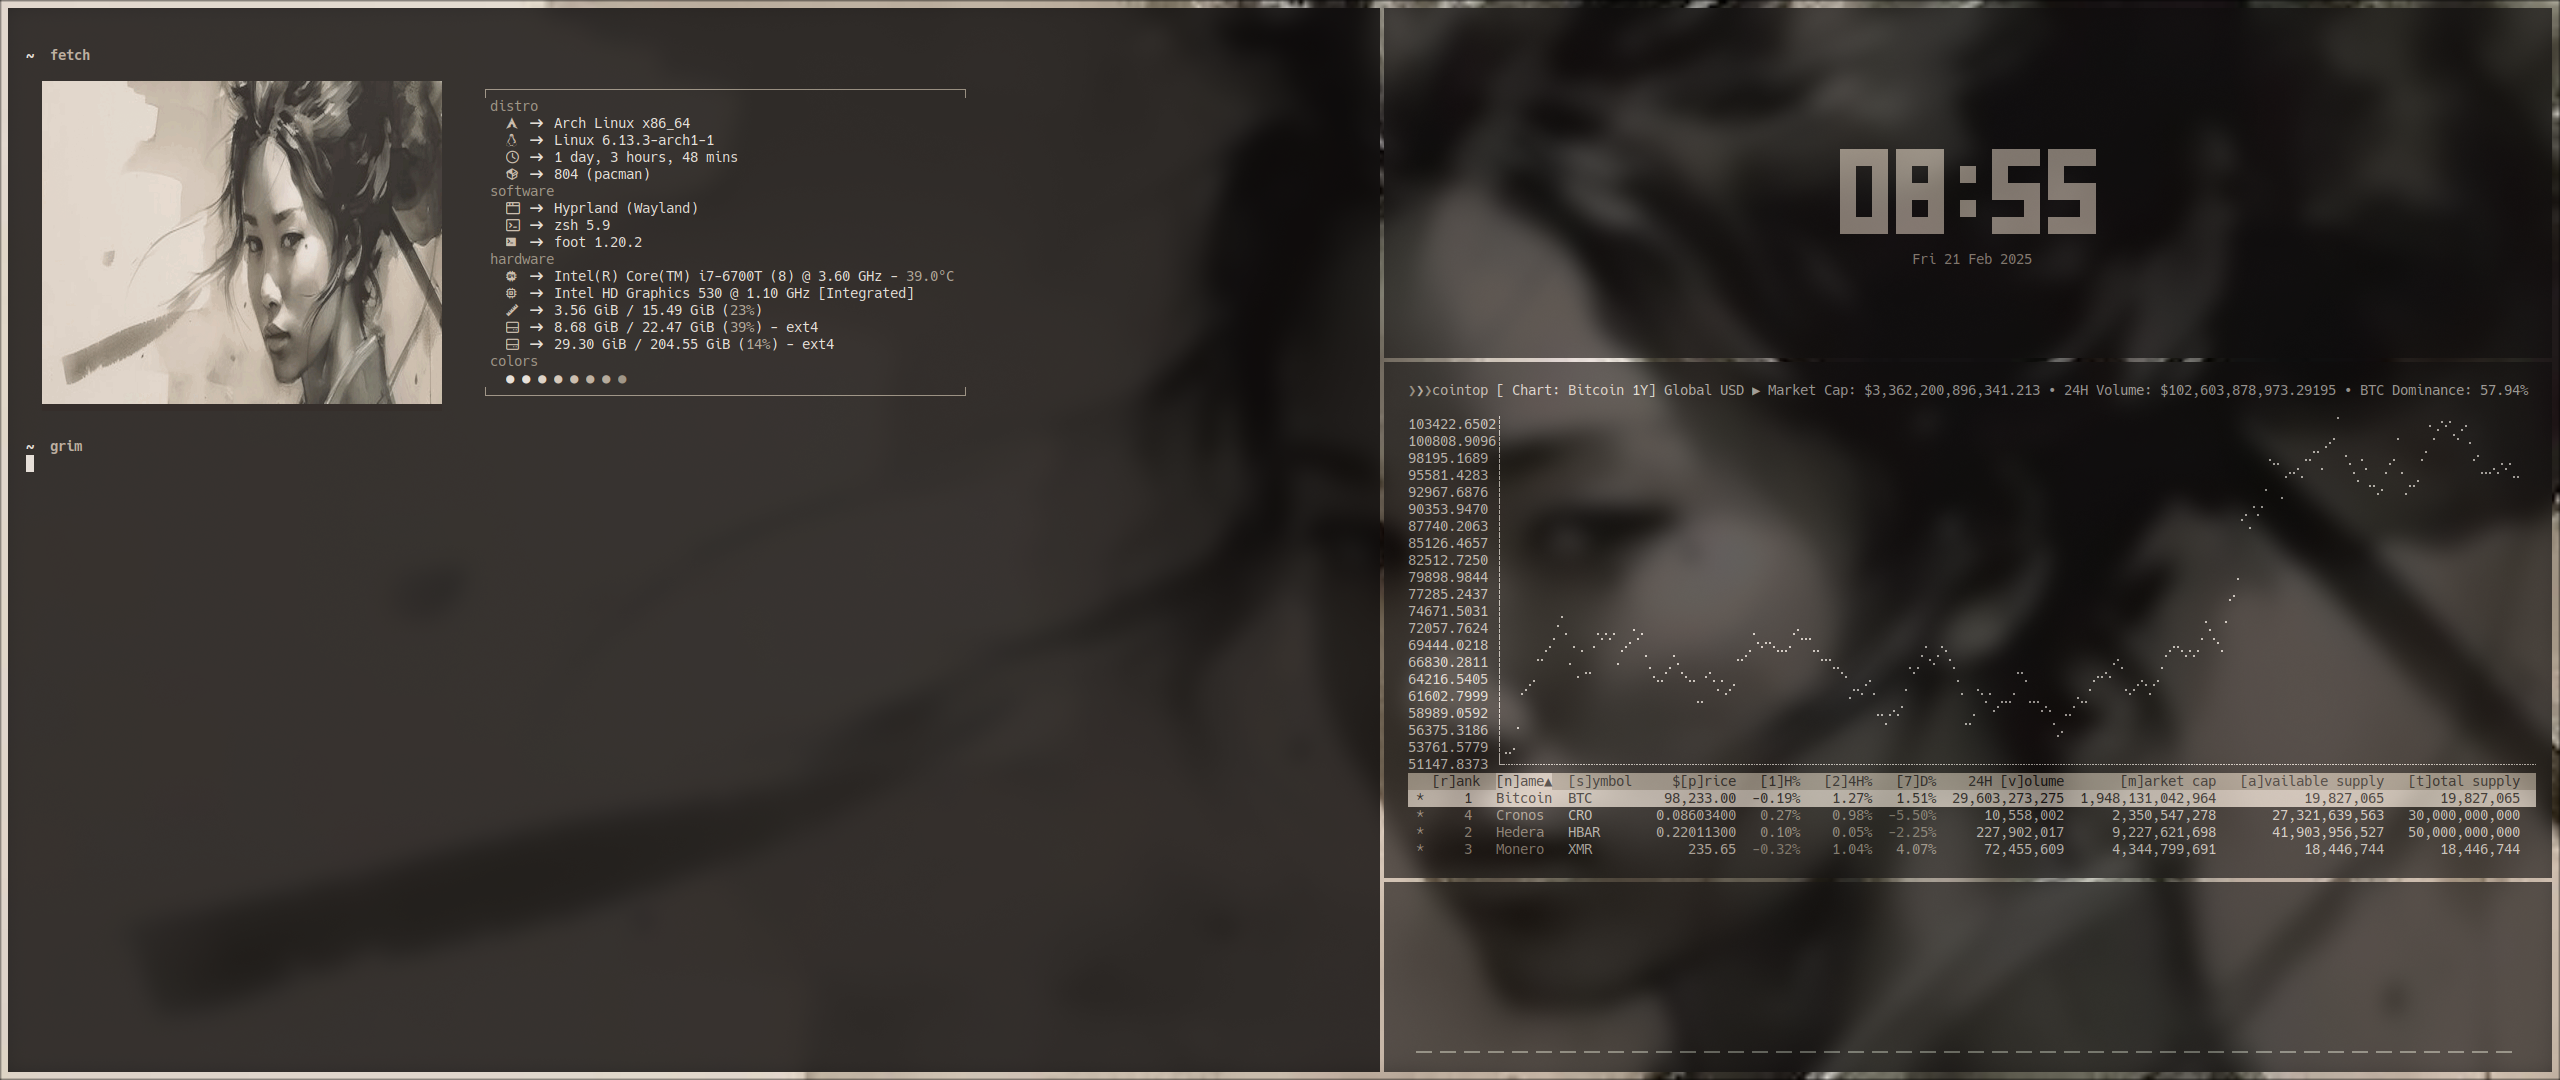 ~ fetch
distro
→ Arch Linux x86_64
→ Linux 6.13.3-arch1-1
→ 1 day, 3 hours, 48 mins
→ 804 (pacman)
software
→ Hyprland (Wayland)
→ zsh 5.9
→ foot 1.20.2
hardware
→ Intel(R) Core(TM) i7-6700T (8) @ 3.60 GHz - 39.0°C
→ Intel HD Graphics 530 @ 1.10 GHz [Integrated]
→ 3.56 GiB / 15.49 GiB (23%)
→ 8.68 GiB / 22.47 GiB (39%) - ext4
→ 29.30 GiB / 204.55 GiB (14%) - ext4
colors
~ grim
08:55
Fri 21 Feb 2025
❯❯❯cointop [ Chart: Bitcoin 1Y] Global USD ▶ Market Cap: $3,362,200,896,341.213 • 24H Volume: $102,603,878,973.29195 • BTC Dominance: 57.94%
103422.6502
100808.9096
98195.1689
95581.4283
92967.6876
90353.9470
87740.2063
85126.4657
82512.7250
79898.9844
77285.2437
74671.5031
72057.7624
69444.0218
66830.2811
64216.5405
61602.7999
58989.0592
56375.3186
53761.5779
51147.8373
[r]ank [n]ame▲ [s]ymbol $[p]rice [1]H% [2]4H% [7]D% 24H [v]olume [m]arket cap [a]vailable supply [t]otal supply
* 1 Bitcoin BTC 98,233.00 -0.19% 1.27% 1.51% 29,603,273,275 1,948,131,042,964 19,827,065 19,827,065
* 4 Cronos CRO 0.08603400 0.27% 0.98% -5.50% 10,558,002 2,350,547,278 27,321,639,563 30,000,000,000
* 2 Hedera HBAR 0.22011300 0.10% 0.05% -2.25% 227,902,017 9,227,621,698 41,903,956,527 50,000,000,000
* 3 Monero XMR 235.65 -0.32% 1.04% 4.07% 72,455,609 4,344,799,691 18,446,744 18,446,744